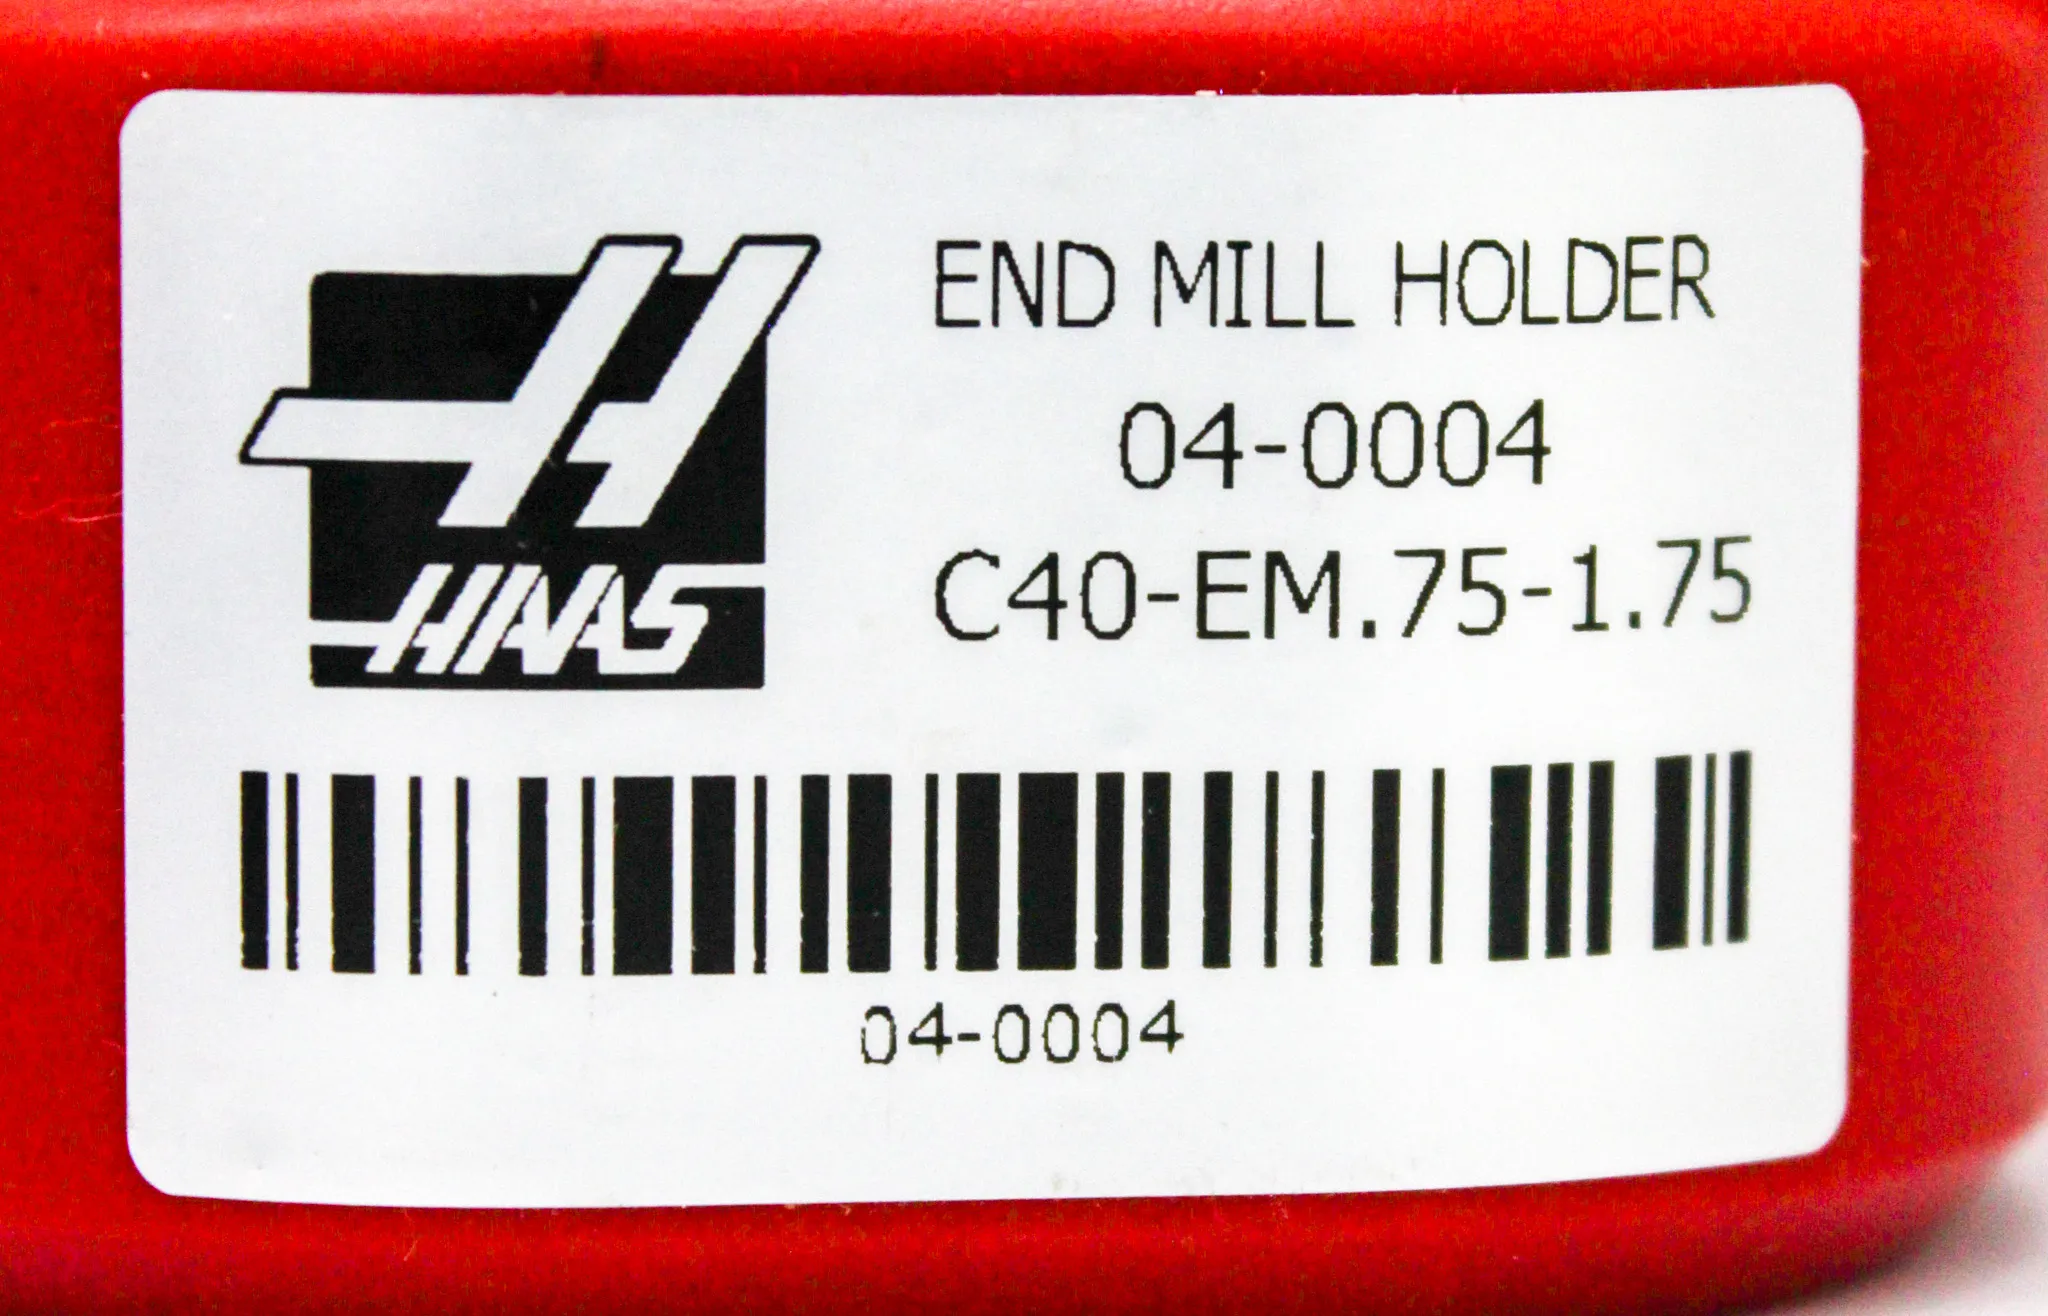 END MILL HOLDER
04-0004
C40-EM.75-1.75
HAAS
04-0004